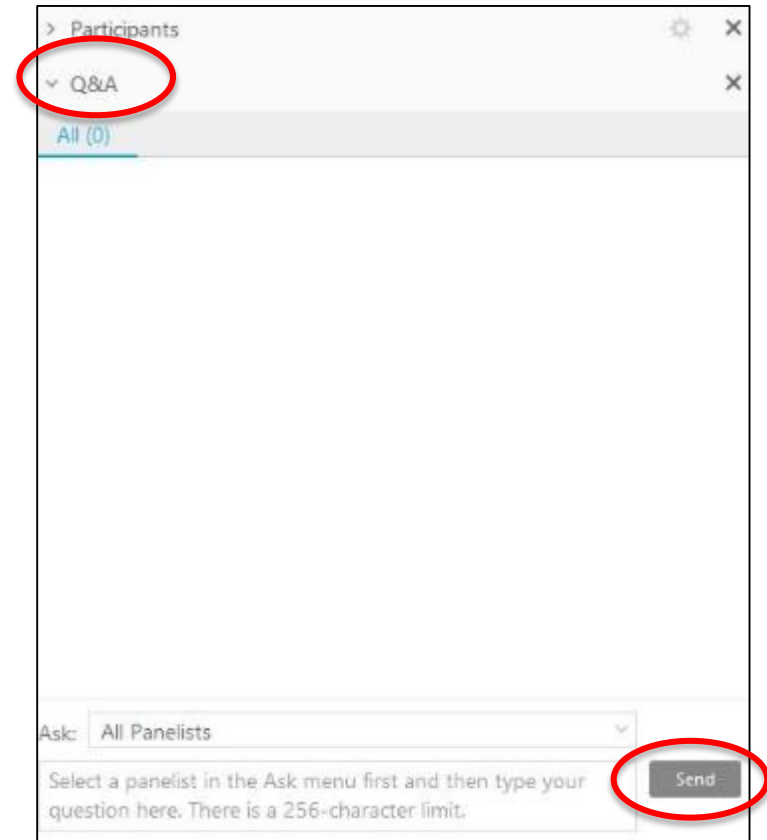 Participants
Q&A
All (0)
Ask: All Panelists
Select a panelist in the Ask menu first and then type your
question here. There is a 256-character limit.
Send